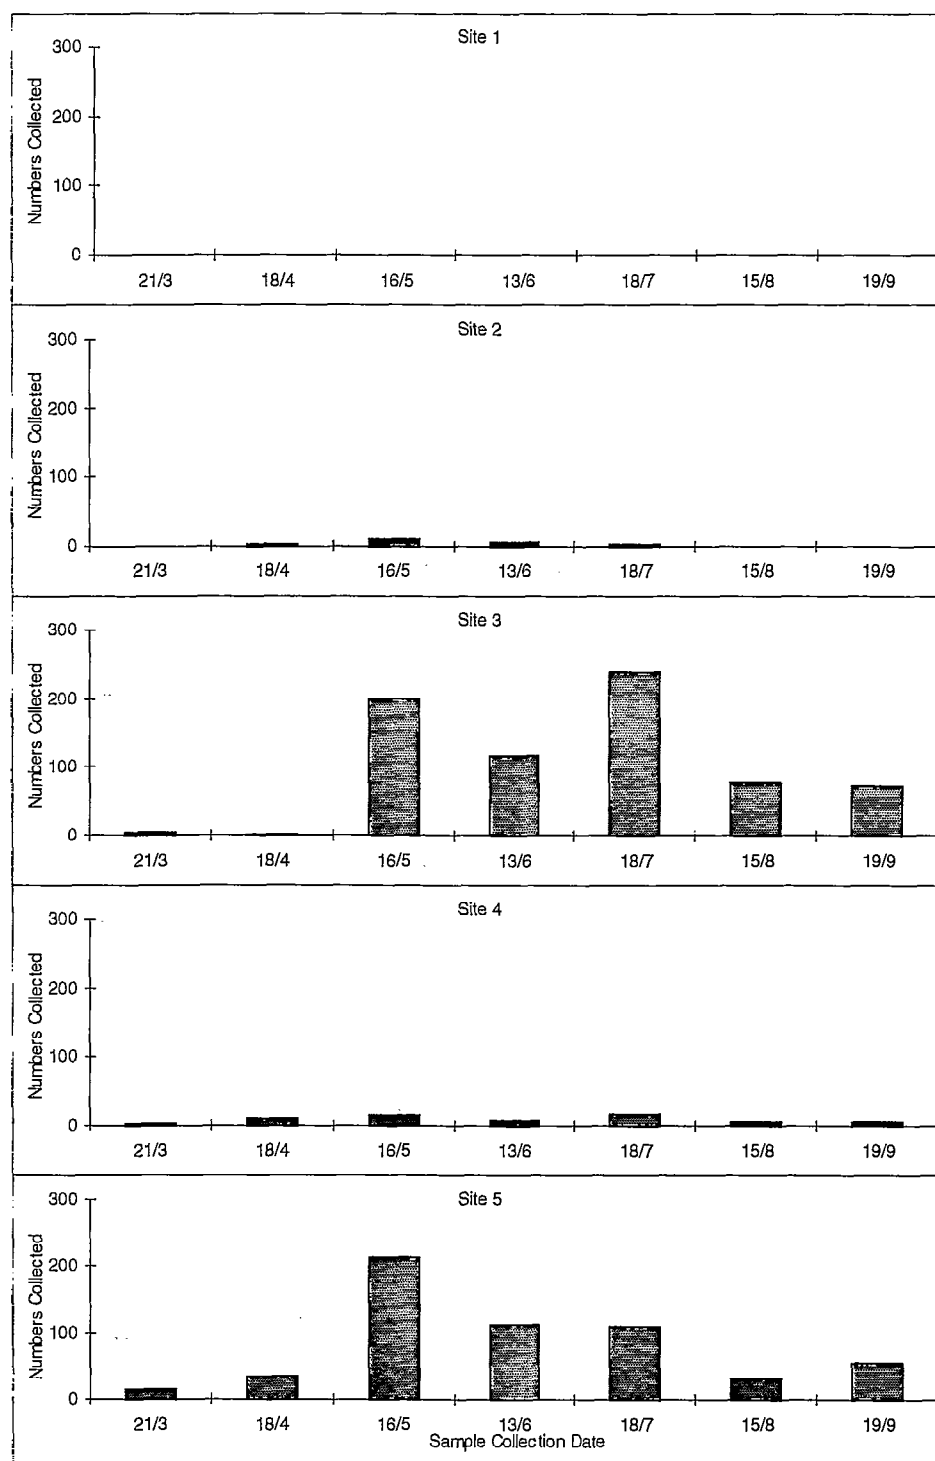 Site 1
Numbers Collected
300
200
100
0
21/3 18/4 16/5 13/6 18/7 15/8 19/9
Site 2
Numbers Collected
300
200
100
0
21/3 18/4 16/5 13/6 18/7 15/8 19/9
Site 3
Numbers Collected
300
200
100
0
21/3 18/4 16/5 13/6 18/7 15/8 19/9
Site 4
Numbers Collected
300
200
100
0
21/3 18/4 16/5 13/6 18/7 15/8 19/9
Site 5
Numbers Collected
300
200
100
0
21/3 18/4 16/5 13/6 18/7 15/8 19/9
Sample Collection Date